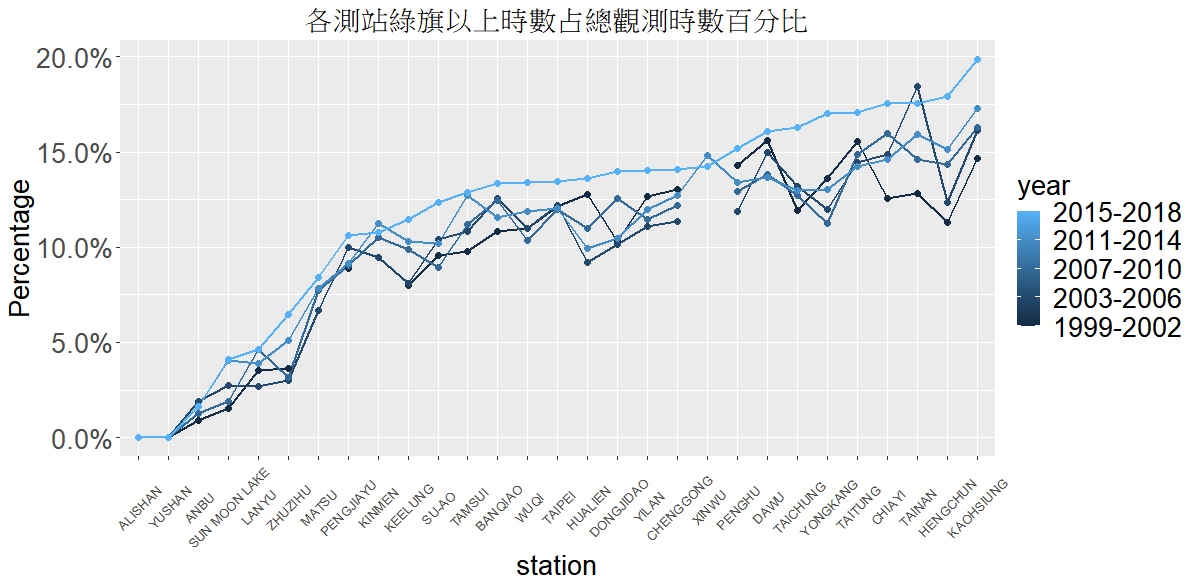 各測站綠旗以上時數占總觀測時數百分比
Percentage
20.0%
15.0%
10.0%
5.0%
0.0%
ALISHAN
YUSHAN
ANBU
SUN MOON LAKE
LANYU
ZHUZIHU
MATSU
PENGJIAYU
KINMEN
KEELUNG
SU-AO
TAMSUI
BANQIAO
WUQI
TAIPEI
HUALIEN
DONGJIDAO
YILAN
CHENGGONG
XINWU
PENGHU
DAWU
TAICHUNG
YONGKANG
TAITUNG
CHIAYI
TAINAN
HENGCHUN
KAOHSIUNG
station
year
2015-2018
2011-2014
2007-2010
2003-2006
1999-2002